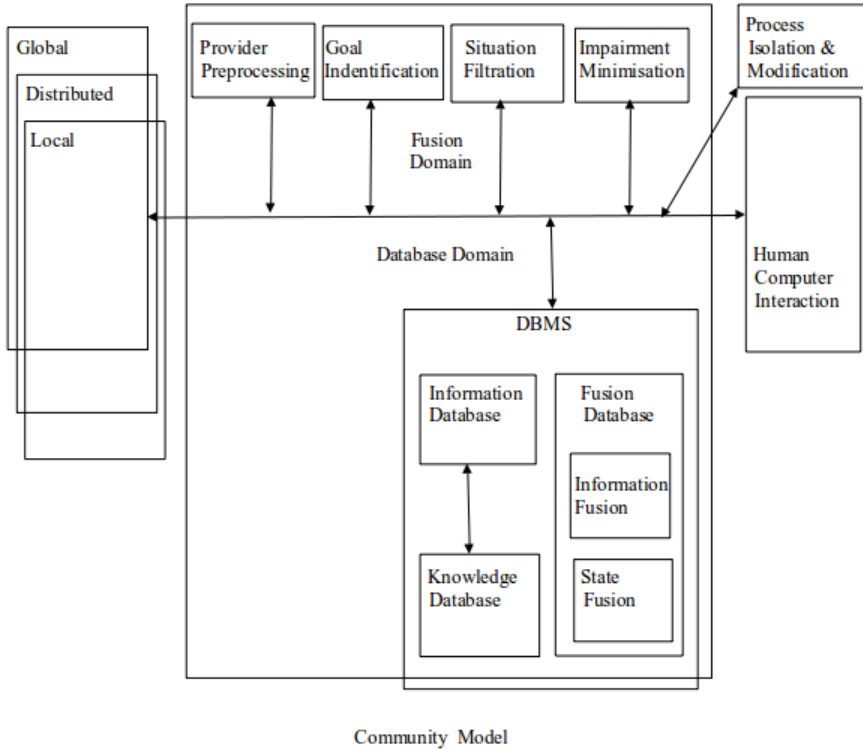 Global
Distributed
Local
Provider
Preprocessing
Goal
Indentification
Situation
Filtration
Impairment
Minimisation
Process
Isolation &
Modification
Fusion
Domain
Database Domain
Human
Computer
Interaction
DBMS
Information
Database
Fusion
Database
Information
Fusion
Knowledge
Database
State
Fusion
Community Model